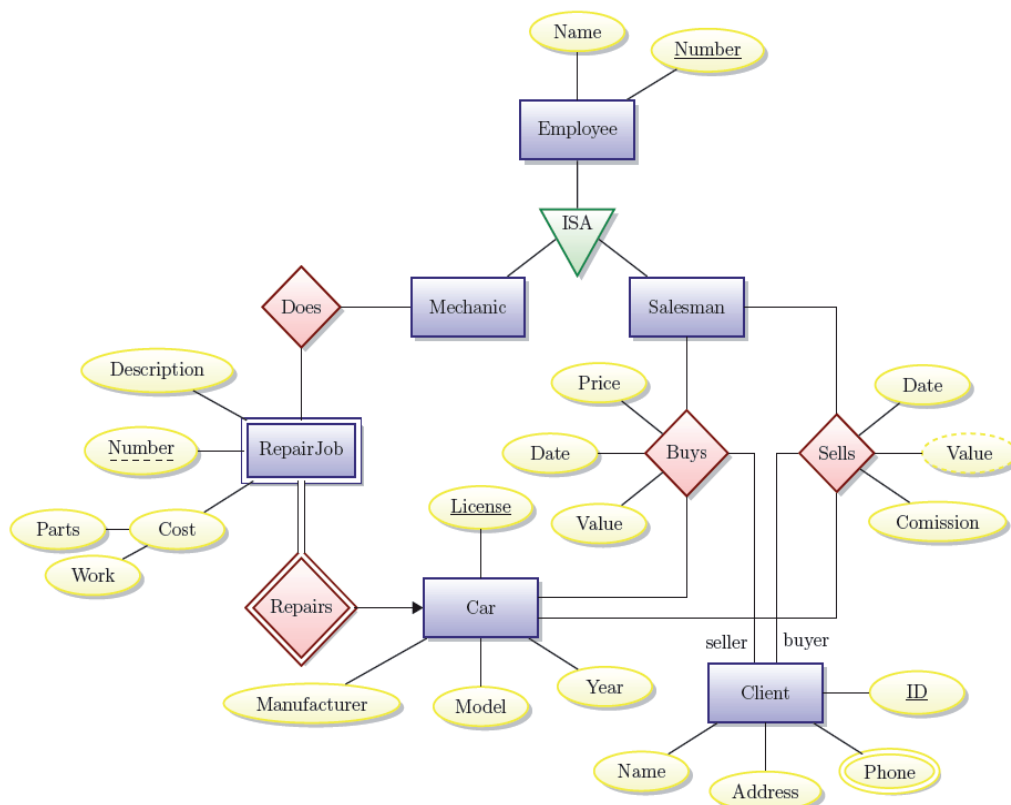 Name
Number
Employee
ISA
Does
Mechanic
Salesman
Description
Price
Date
Number
RepairJob
Date
Buys
Sells
Value
License
Parts
Cost
Value
Comission
Work
Repairs
Car
seller
buyer
Manufacturer
Model
Year
Client
ID
Name
Address
Phone